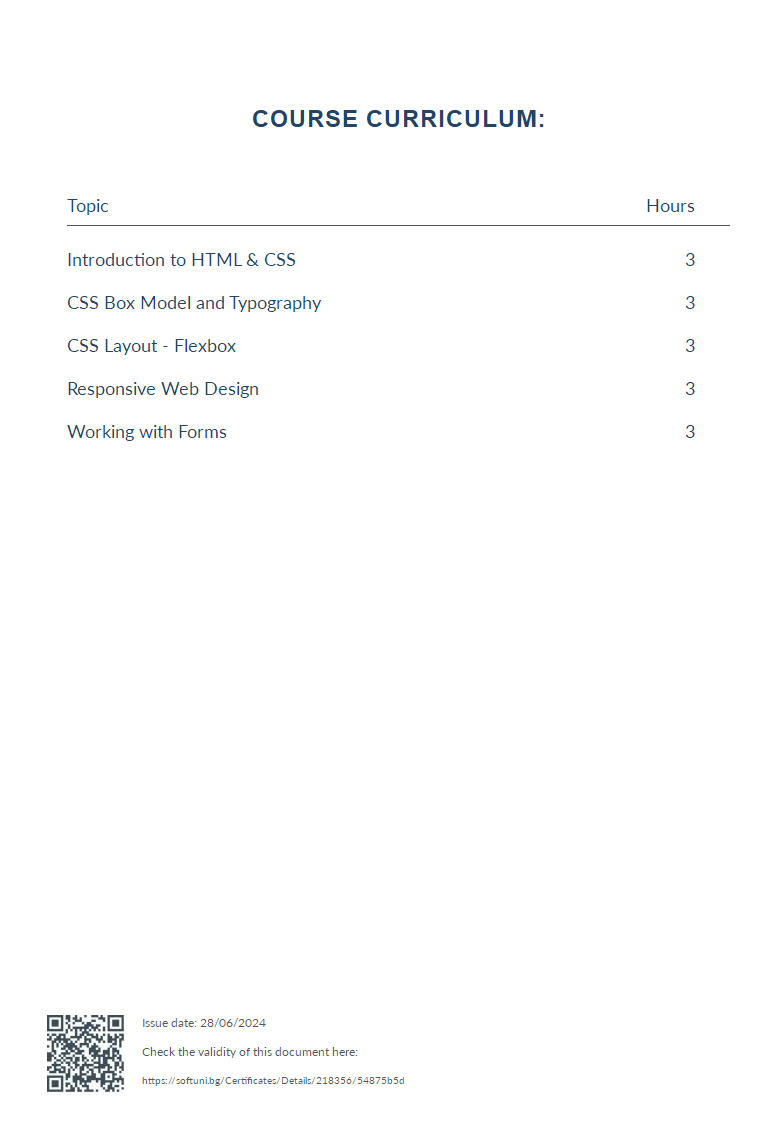 COURSE CURRICULUM:
Topic Hours
Introduction to HTML & CSS 3
CSS Box Model and Typography 3
CSS Layout - Flexbox 3
Responsive Web Design 3
Working with Forms 3
Issue date: 28/06/2024
Check the validity of this document here:
https://softuni.bg/Certificates/Details/218356/54875b5d